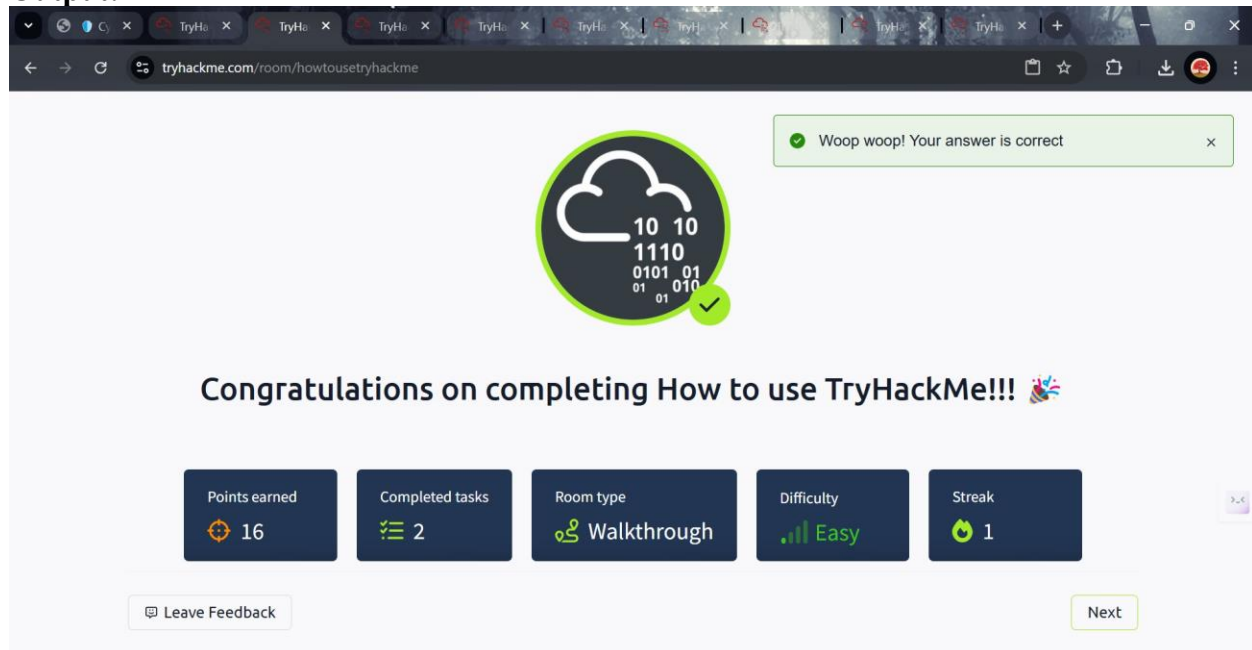 Cy
TryHa
TryHa
TryHa
TryHa
TryHa
TryHa
TryHa
TryHa
tryhackme.com/room/howtousetryhackme
Woop woop! Your answer is correct
10 10
1110
0101 01
01 010
01
Congratulations on completing How to use TryHackMe!!! 🎉
Points earned
16
Completed tasks
2
Room type
Walkthrough
Difficulty
Easy
Streak
1
Leave Feedback
Next